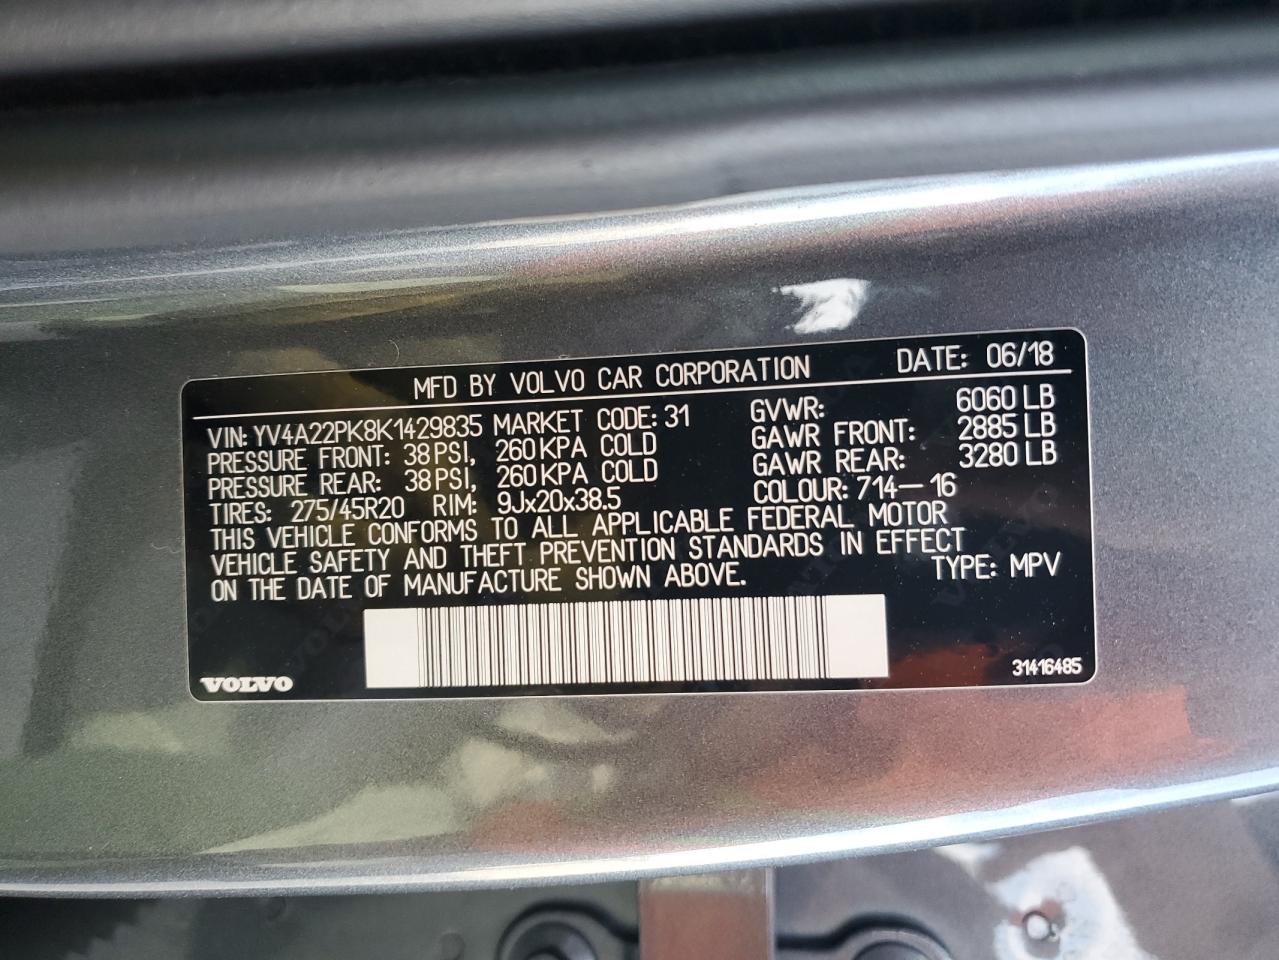 MFD BY VOLVO CAR CORPORATION DATE: 06/18
VIN: YV4A22PK8K1429835 MARKET CODE: 31 GVWR: 6060 LB
PRESSURE FRONT: 38 PSI, 260 KPA COLD GAWR FRONT: 2885 LB
PRESSURE REAR: 38 PSI, 260 KPA COLD GAWR REAR: 3280 LB
TIRES: 275/45R20 RIM: 9Jx20x38.5 COLOUR: 714-16
THIS VEHICLE CONFORMS TO ALL APPLICABLE FEDERAL MOTOR
VEHICLE SAFETY AND THEFT PREVENTION STANDARDS IN EFFECT
ON THE DATE OF MANUFACTURE SHOWN ABOVE. TYPE: MPV
VOLVO 31416485